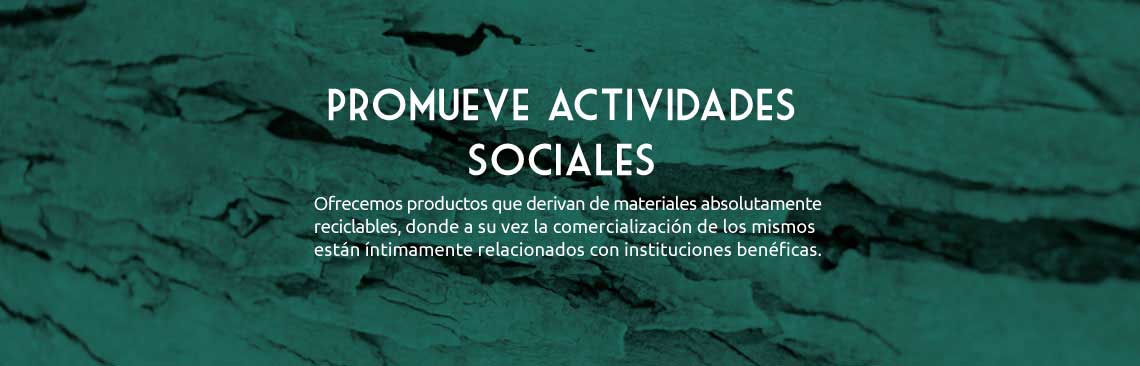 PROMUEVE ACTIVIDADES
SOCIALES
Ofrecemos productos que derivan de materiales absolutamente
reciclables, donde a su vez la comercialización de los mismos
están íntimamente relacionados con instituciones benéficas.